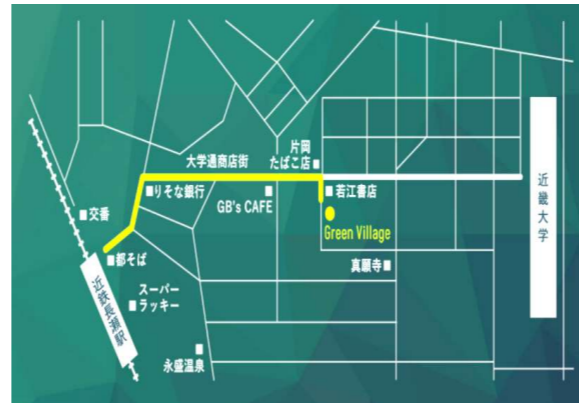 片岡
たばこ店
大学通商店街
りそな銀行
GB's CAFE
若江書店
交番
Green Village
近畿大学
都そば
真願寺
近鉄長瀬駅
スーパー
ラッキー
永盛温泉